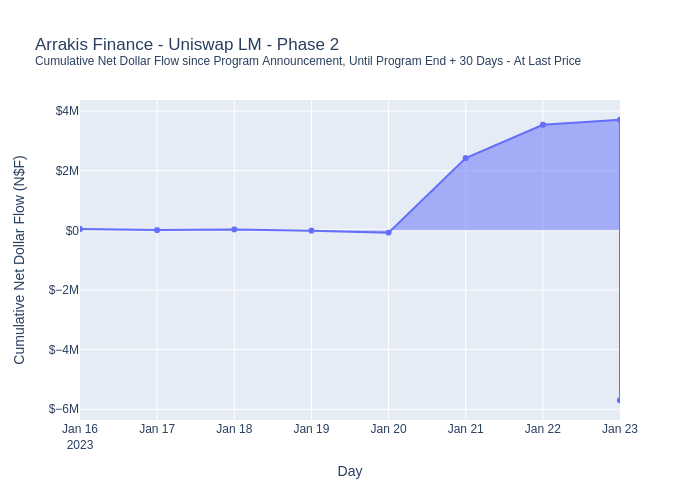 Arrakis Finance - Uniswap LM - Phase 2
Cumulative Net Dollar Flow since Program Announcement, Until Program End + 30 Days - At Last Price
Cumulative Net Dollar Flow (N$F)
$4M
$2M
$0
$−2M
$−4M
$−6M
Jan 16
2023
Jan 17
Jan 18
Jan 19
Jan 20
Jan 21
Jan 22
Jan 23
Day